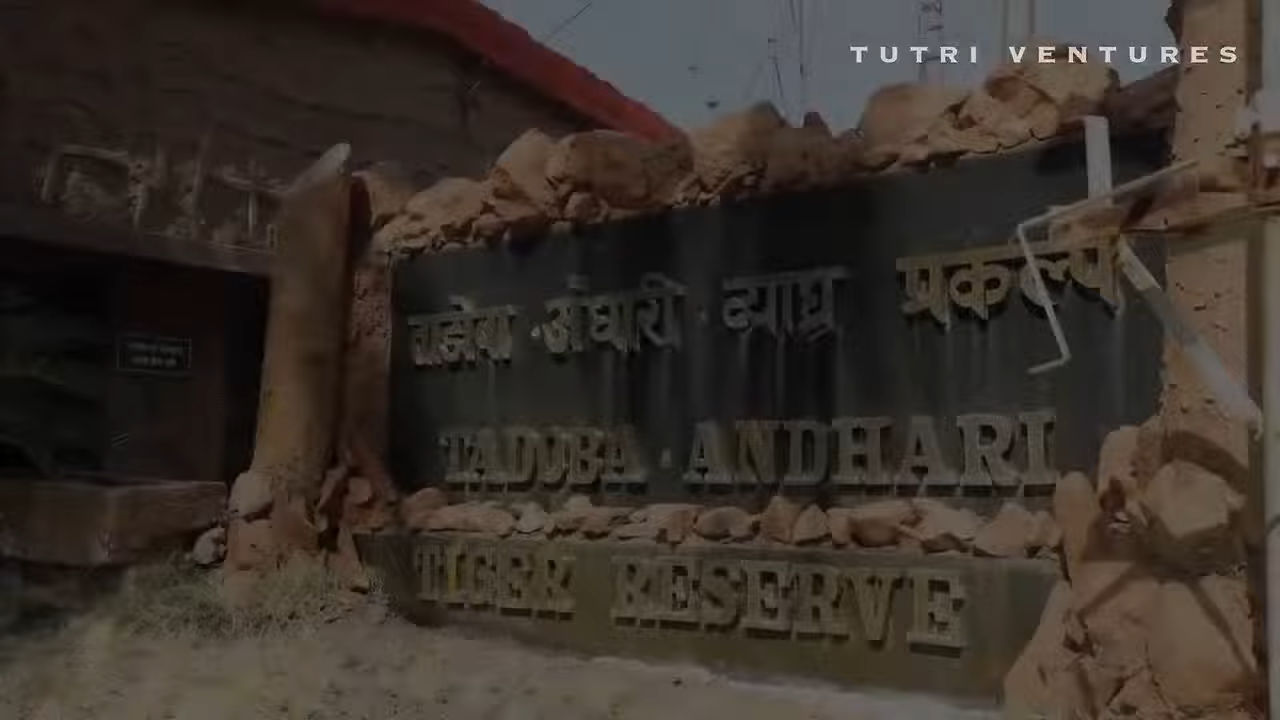 TUTRI VENTURES
ताडोबा · अंधारी · व्याघ्र प्रकल्प
TADOBA · ANDHARI
TIGER RESERVE